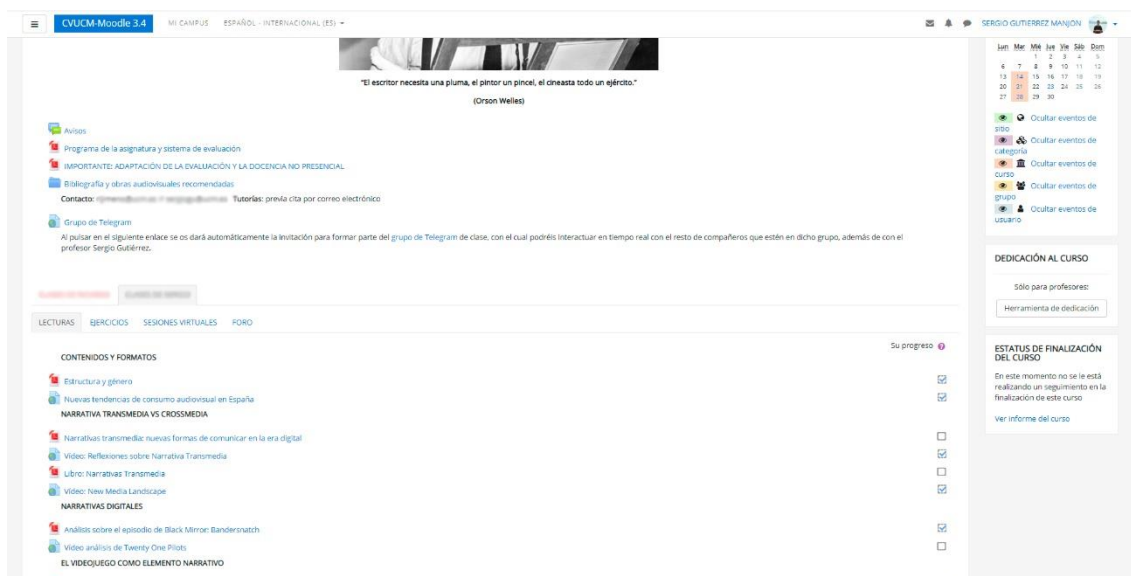 CVUCM-Moodle 3.4 MI CAMPUS ESPAÑOL - INTERNACIONAL (ES) SERGIO GUTIERREZ MANJON
"El escritor necesita una pluma, el pintor un pincel, el cineasta todo un ejército."
(Orson Welles)
Avisos
Programa de la asignatura y sistema de evaluación
IMPORTANTE: ADAPTACIÓN DE LA EVALUACIÓN Y LA DOCENCIA NO PRESENCIAL
Bibliografía y obras audiovisuales recomendadas
Contacto: Tutorías: previa cita por correo electrónico
Grupo de Telegram
Al pulsar en el siguiente enlace se os dará automáticamente la invitación para formar parte del grupo de Telegram de clase, con el cual podréis interactuar en tiempo real con el resto de compañeros que estén en dicho grupo, además de con el
profesor Sergio Gutiérrez.
LECTURAS EJERCICIOS SESIONES VIRTUALES FORO
Su progreso
CONTENIDOS Y FORMATOS
Estructura y género
Nuevas tendencias de consumo audiovisual en España
NARRATIVA TRANSMEDIA VS CROSSMEDIA
Narrativas transmedia: nuevas formas de comunicar en la era digital
Vídeo: Reflexiones sobre Narrativa Transmedia
Libro: Narrativas Transmedia
Vídeo: New Media Landscape
NARRATIVAS DIGITALES
Análisis sobre el episodio de Black Mirror: Bandersnatch
Vídeo análisis de Twenty One Pilots
EL VIDEOJUEGO COMO ELEMENTO NARRATIVO
Lun Mar Mié Jue Vie Sáb Dom
1 2 3 4 5
6 7 8 9 10 11 12
13 14 15 16 17 18 19
20 21 22 23 24 25 26
27 28 29 30
Ocultar eventos de
sitio
Ocultar eventos de
categoría
Ocultar eventos de
curso
Ocultar eventos de
grupo
Ocultar eventos de
usuario
DEDICACIÓN AL CURSO
Sólo para profesores:
Herramienta de dedicación
ESTATUS DE FINALIZACIÓN
DEL CURSO
En este momento no se le está
realizando un seguimiento en la
finalización de este curso
Ver informe del curso